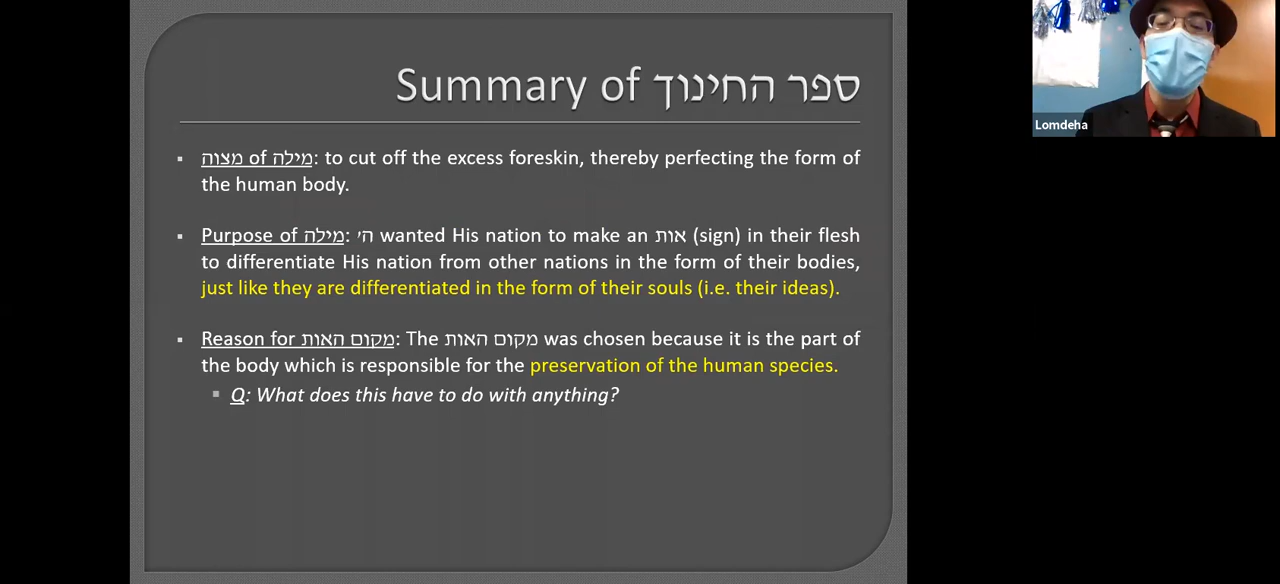 Summary of ספר החינוך
▪ מצוה of מילה: to cut off the excess foreskin, thereby perfecting the form of
the human body.
▪ Purpose of מילה: ה' wanted His nation to make an אות (sign) in their flesh
to differentiate His nation from other nations in the form of their bodies,
just like they are differentiated in the form of their souls (i.e. their ideas).
▪ Reason for מקום האות: The מקום האות was chosen because it is the part of
the body which is responsible for the preservation of the human species.
▪ Q: What does this have to do with anything?
Lomdeha